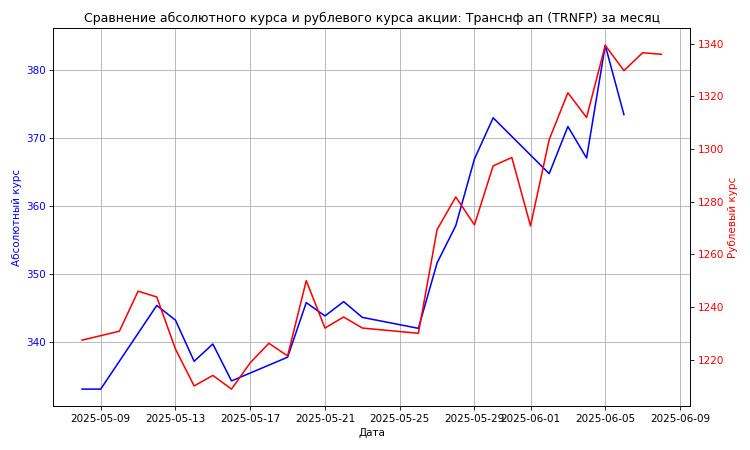 Сравнение абсолютного курса и рублевого курса акции: Транснф ап (TRNFP) за месяц
Абсолютный курс
380
370
360
350
340
1340
1320
1300
1280
1260
1240
1220
Рублевый курс
2025-05-09 2025-05-13 2025-05-17 2025-05-21 2025-05-25 2025-05-29 2025-06-01 2025-06-05 2025-06-09
Дата